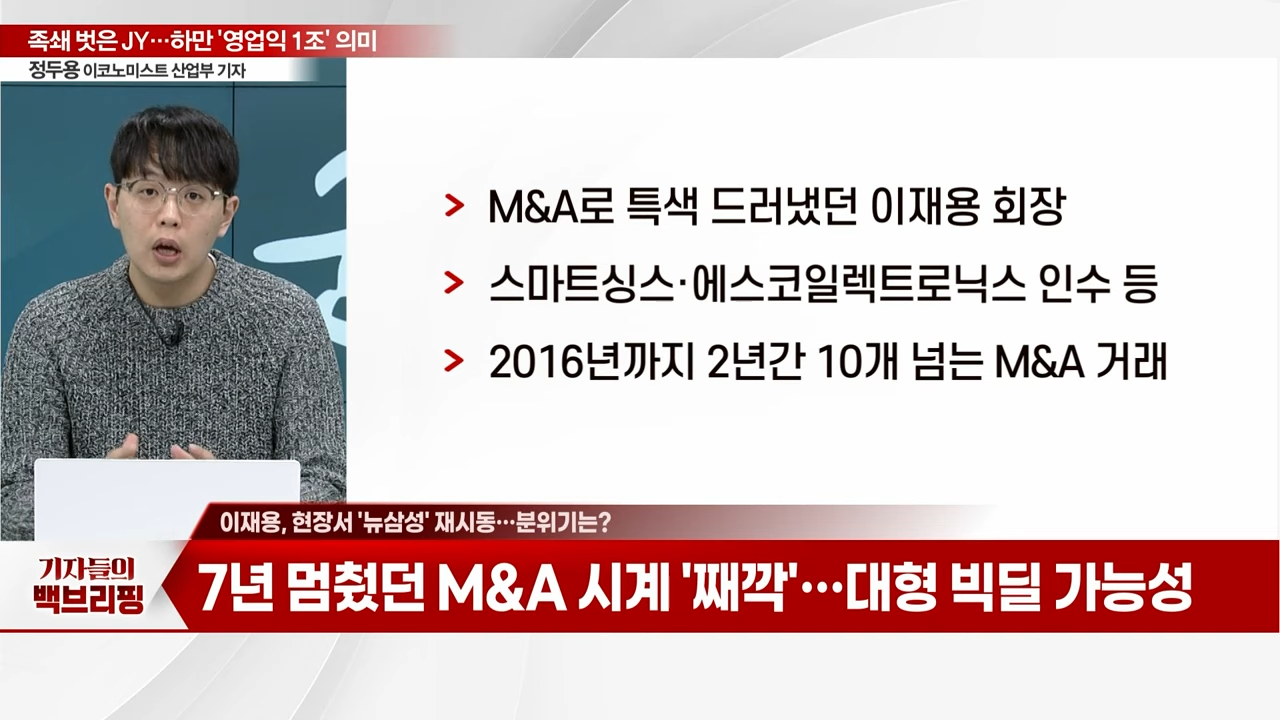 족쇄 벗은 JY…하만 '영업익 1조' 의미
정두용 이코노미스트 산업부 기자
> M&A로 특색 드러냈던 이재용 회장
> 스마트싱스·에스코일렉트로닉스 인수 등
> 2016년까지 2년간 10개 넘는 M&A 거래
이재용, 현장서 '뉴삼성' 재시동…분위기는?
기자들의
백브리핑
7년 멈췄던 M&A 시계 '째깍'…대형 빅딜 가능성